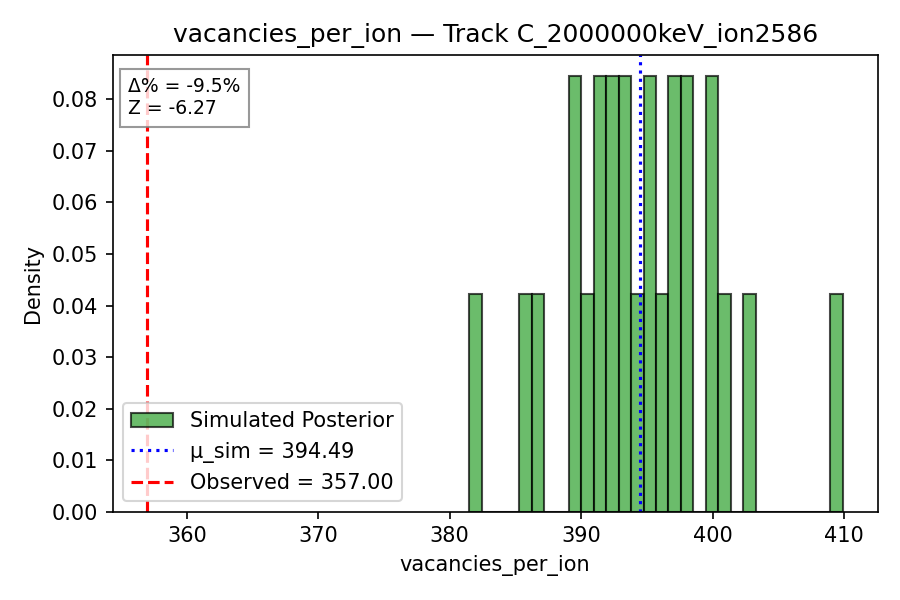 vacancies_per_ion — Track C_2000000keV_ion2586
Δ% = -9.5%
Z = -6.27
0.08
0.07
0.06
0.05
0.04
0.03
0.02
0.01
0.00
Density
Simulated Posterior
μ_sim = 394.49
Observed = 357.00
360
370
380
390
400
410
vacancies_per_ion